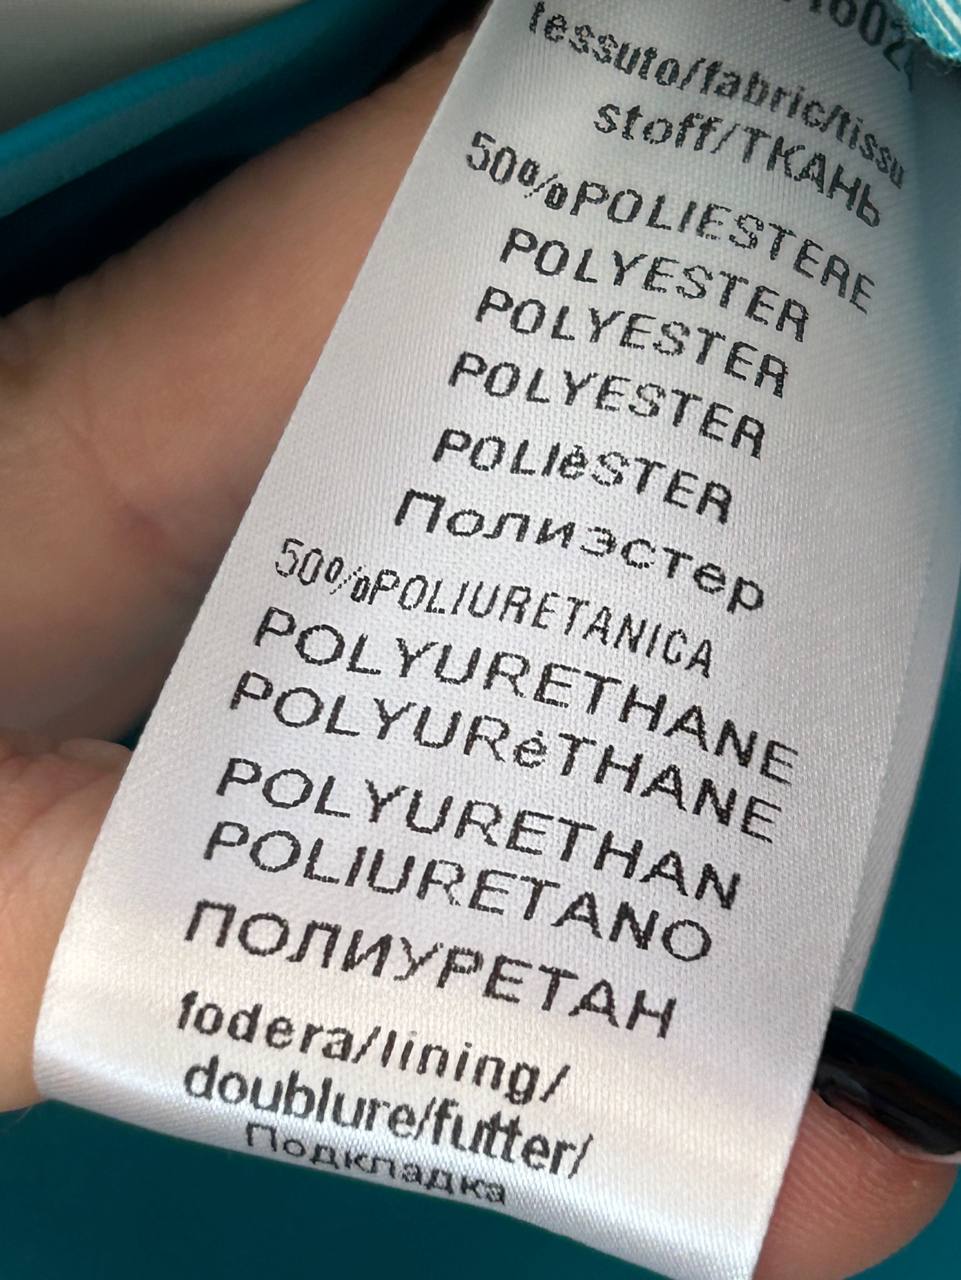 tessuto/fabric/tissu
stoff/ТКАНЬ
50%POLIESTERE
POLYESTER
POLYESTER
POLYESTER
POLIèSTER
Полиэстер
50%POLIURETANICA
POLYURETHANE
POLYURèTHANE
POLYURETHAN
POLIURETANO
ПОЛИУРЕТАН
fodera/lining/
doublure/futter/
Подкладка